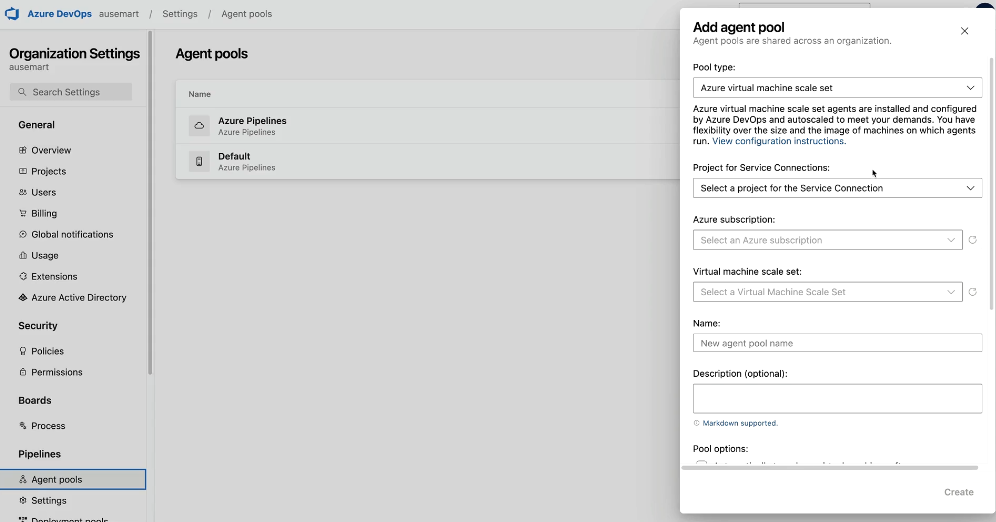 Azure DevOps ausemart / Settings / Agent pools
Organization Settings
ausemart
Search Settings
General
Overview
Projects
Users
Billing
Global notifications
Usage
Extensions
Azure Active Directory
Security
Policies
Permissions
Boards
Process
Pipelines
Agent pools
Settings
Deployment pools
Agent pools
Name
Azure Pipelines
Azure Pipelines
Default
Azure Pipelines
Add agent pool
Agent pools are shared across an organization.
Pool type:
Azure virtual machine scale set
Azure virtual machine scale set agents are installed and configured
by Azure DevOps and autoscaled to meet your demands. You have
flexibility over the size and the image of machines on which agents
run. View configuration instructions.
Project for Service Connections:
Select a project for the Service Connection
Azure subscription:
Select an Azure subscription
Virtual machine scale set:
Select a Virtual Machine Scale Set
Name:
New agent pool name
Description (optional):
Markdown supported.
Pool options:
Create